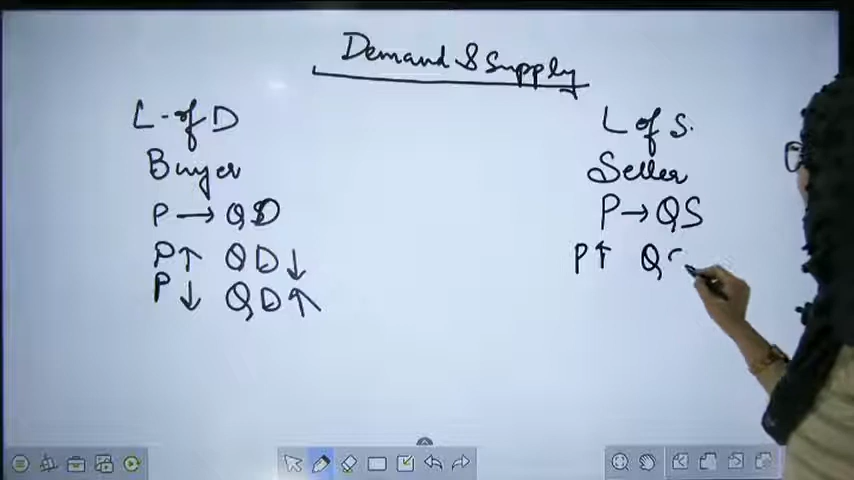 Demand & Supply
L - of D
Buyer
P → QD
P↑ QD↓
P↓ QD↑
L of S.
Seller
P → QS
P↑ Q